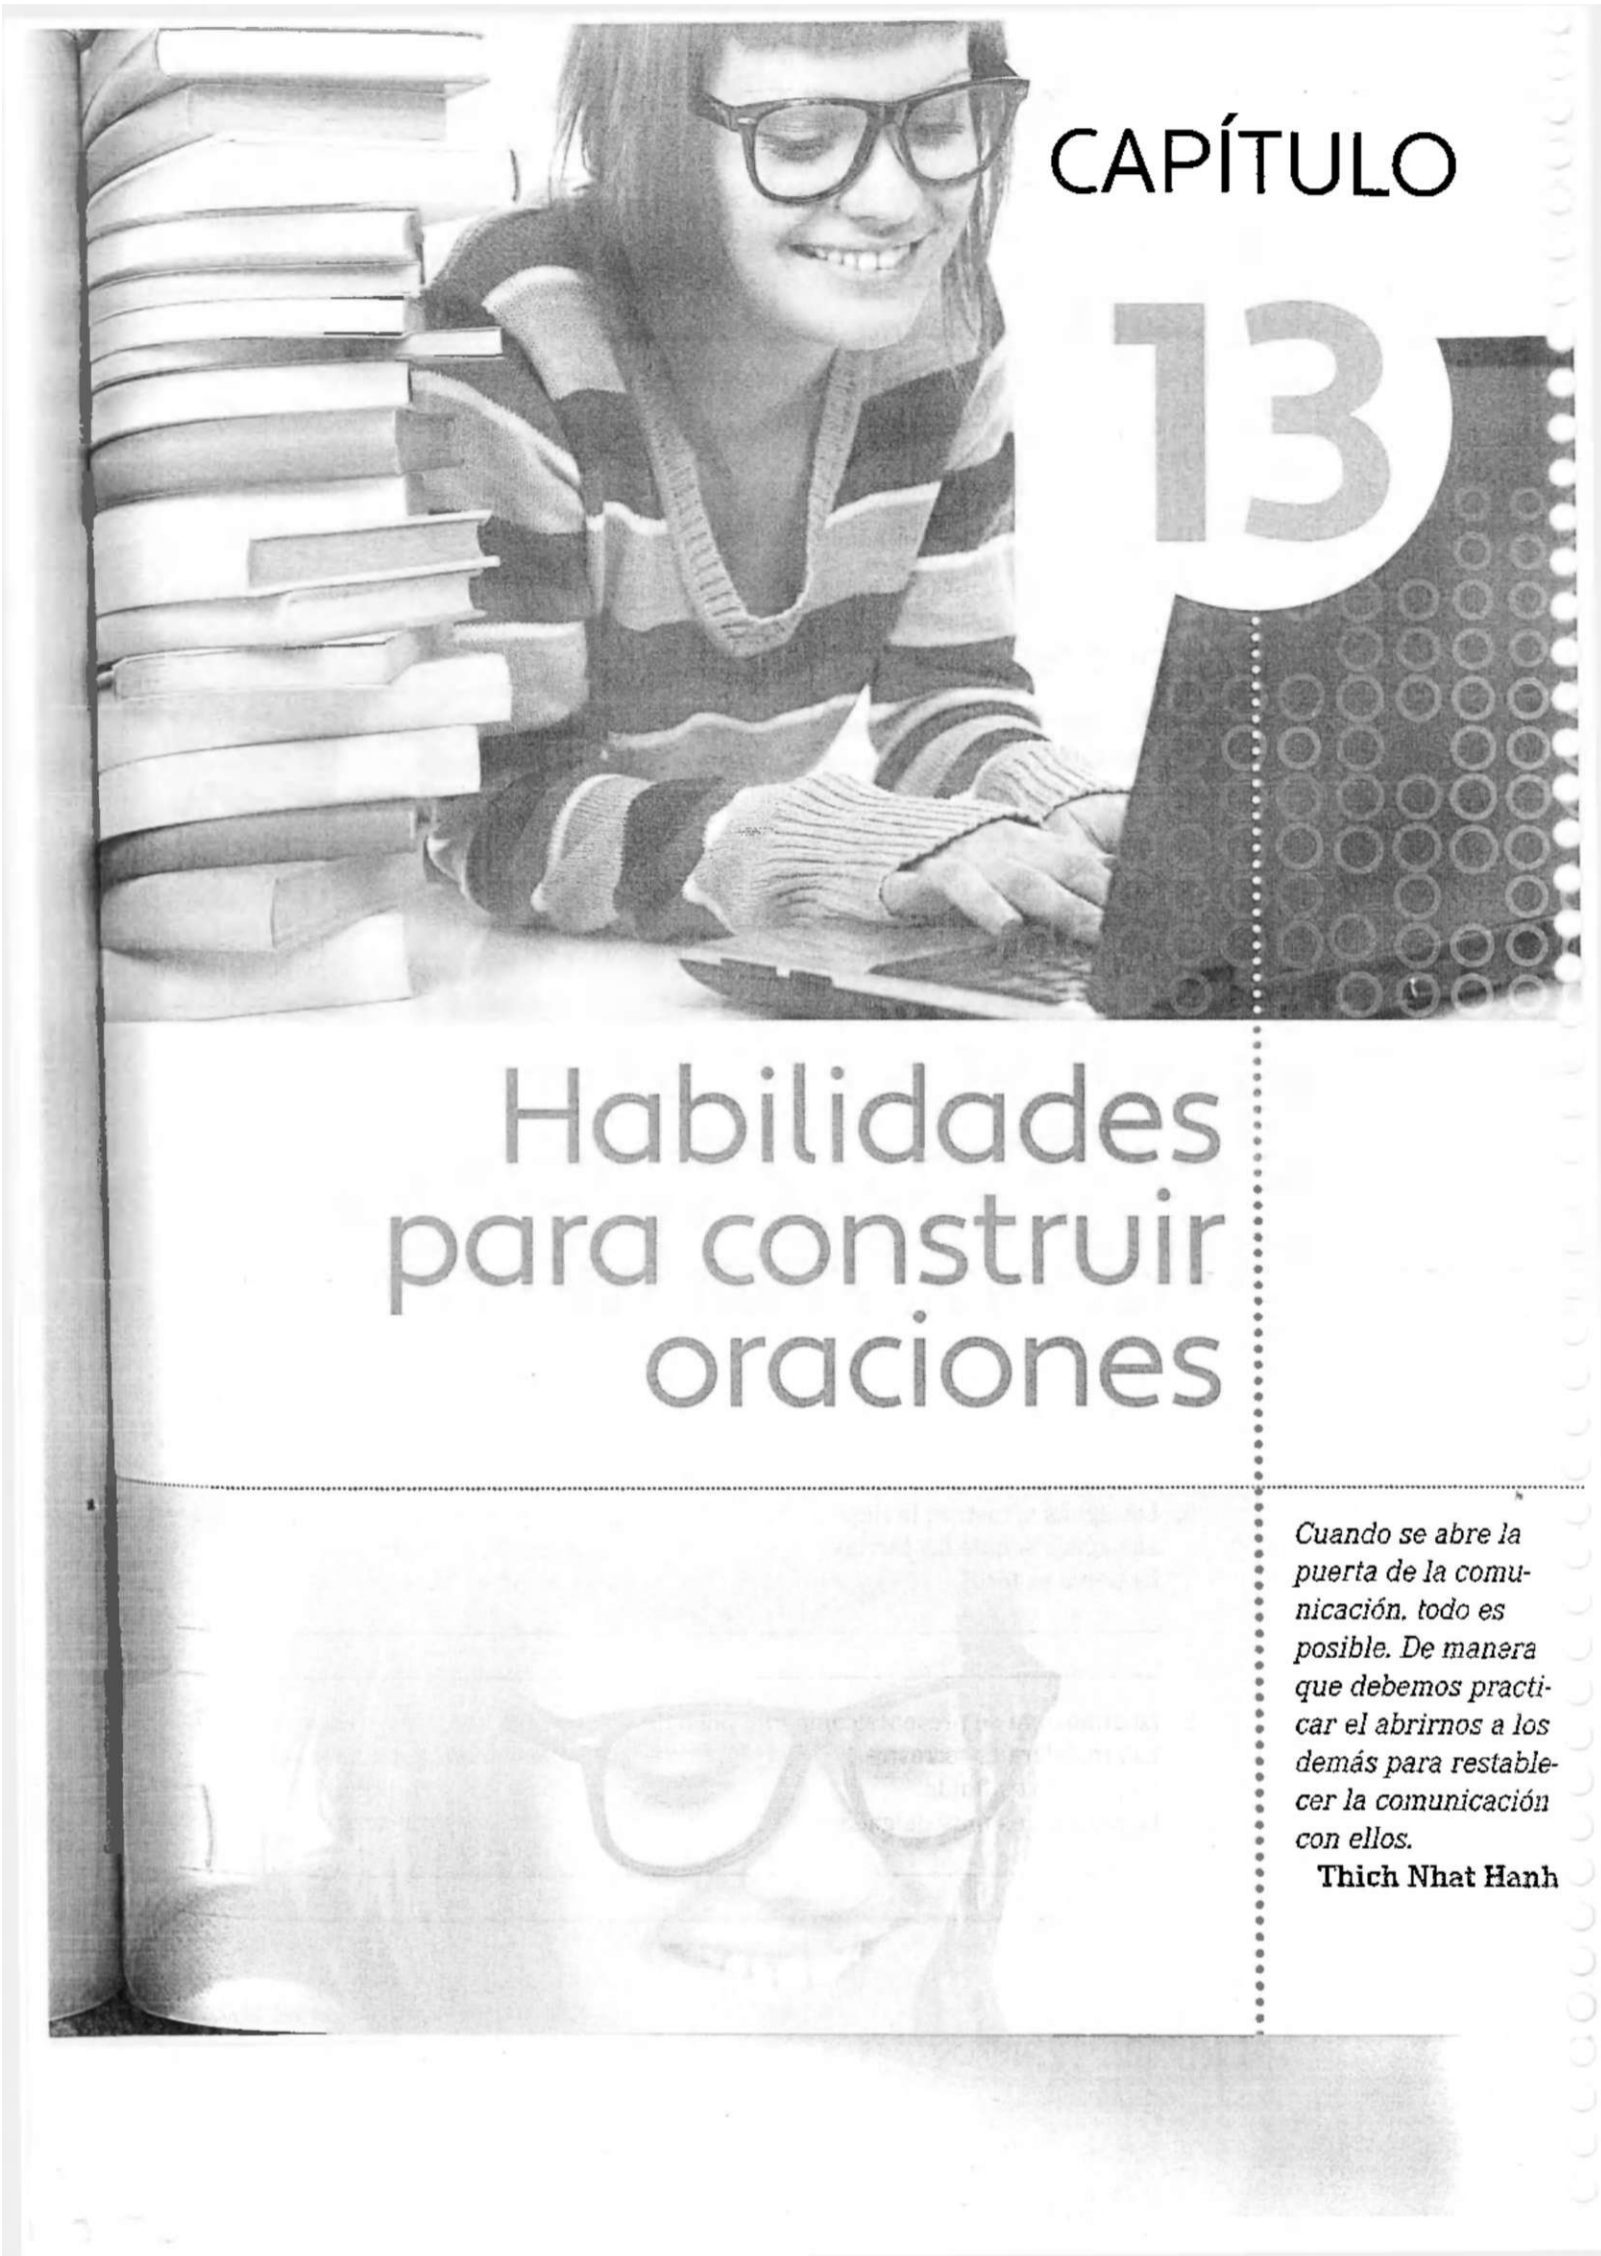 CAPÍTULO
13
Habilidades
para construir
oraciones
Cuando se abre la
puerta de la comu-
nicación, todo es
posible. De manera
que debemos practi-
car el abrirnos a los
demás para restable-
cer la comunicación
con ellos.
Thich Nhat Hanh